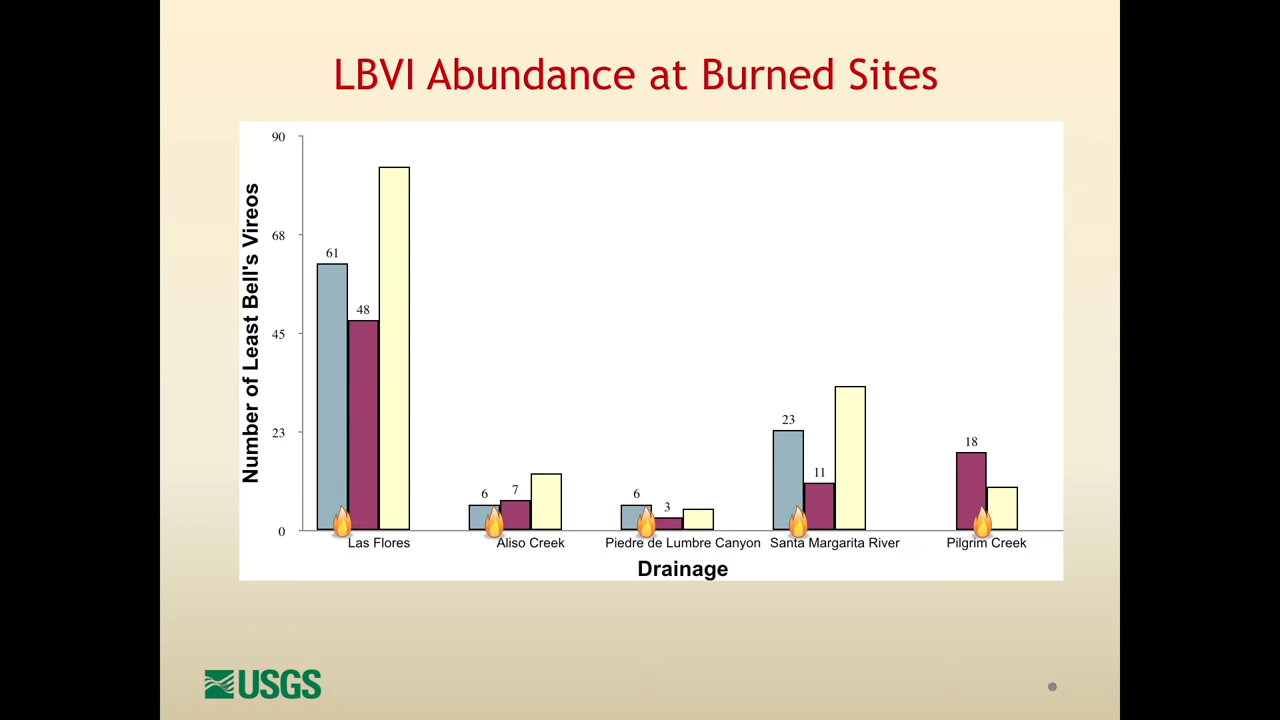 LBVI Abundance at Burned Sites
Number of Least Bell's Vireos
90
68
45
23
0
61
48
6
7
6
3
23
11
18
Las Flores
Aliso Creek
Piedre de Lumbre Canyon
Santa Margarita River
Pilgrim Creek
Drainage
USGS